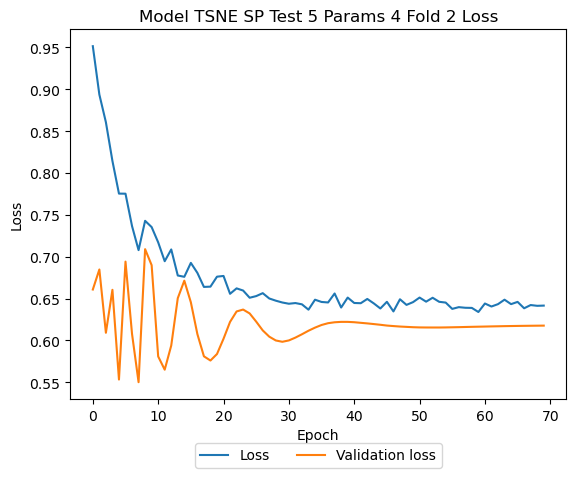 Model TSNE SP Test 5 Params 4 Fold 2 Loss
0.95
0.90
0.85
0.80
0.75
0.70
0.65
0.60
0.55
Loss
0 10 20 30 40 50 60 70
Epoch
Loss Validation loss